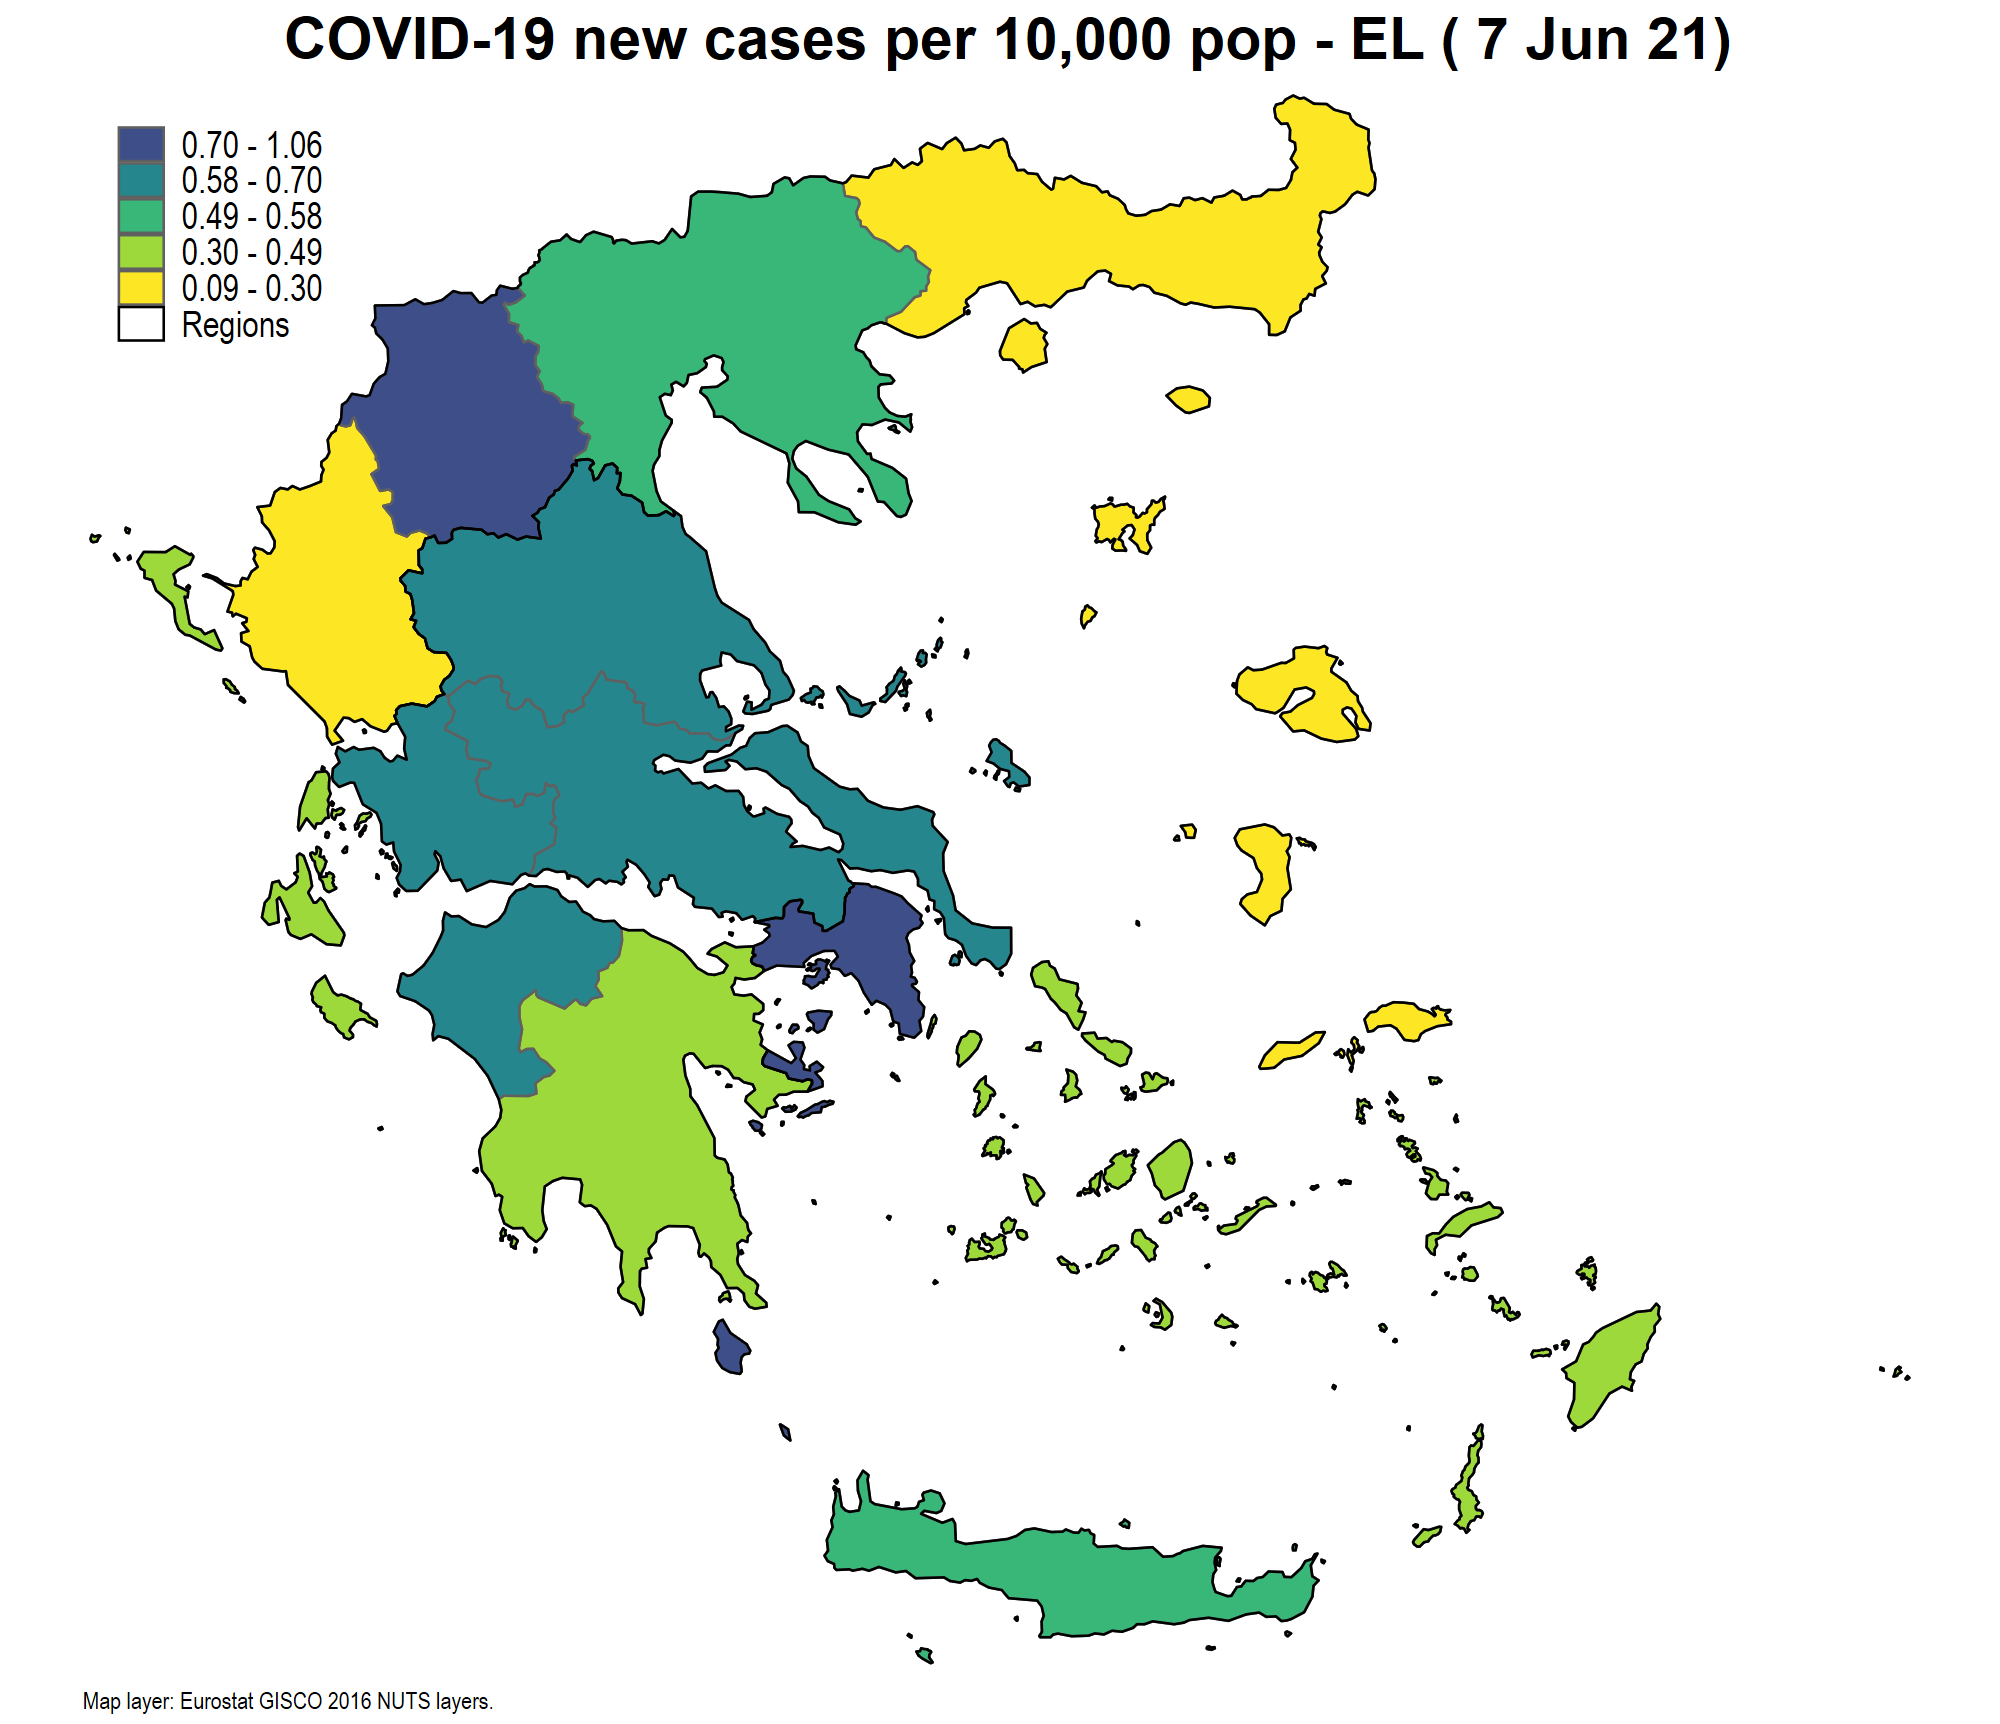 COVID-19 new cases per 10,000 pop - EL ( 7 Jun 21)
0.70 - 1.06
0.58 - 0.70
0.49 - 0.58
0.30 - 0.49
0.09 - 0.30
Regions
Map layer: Eurostat GISCO 2016 NUTS layers.